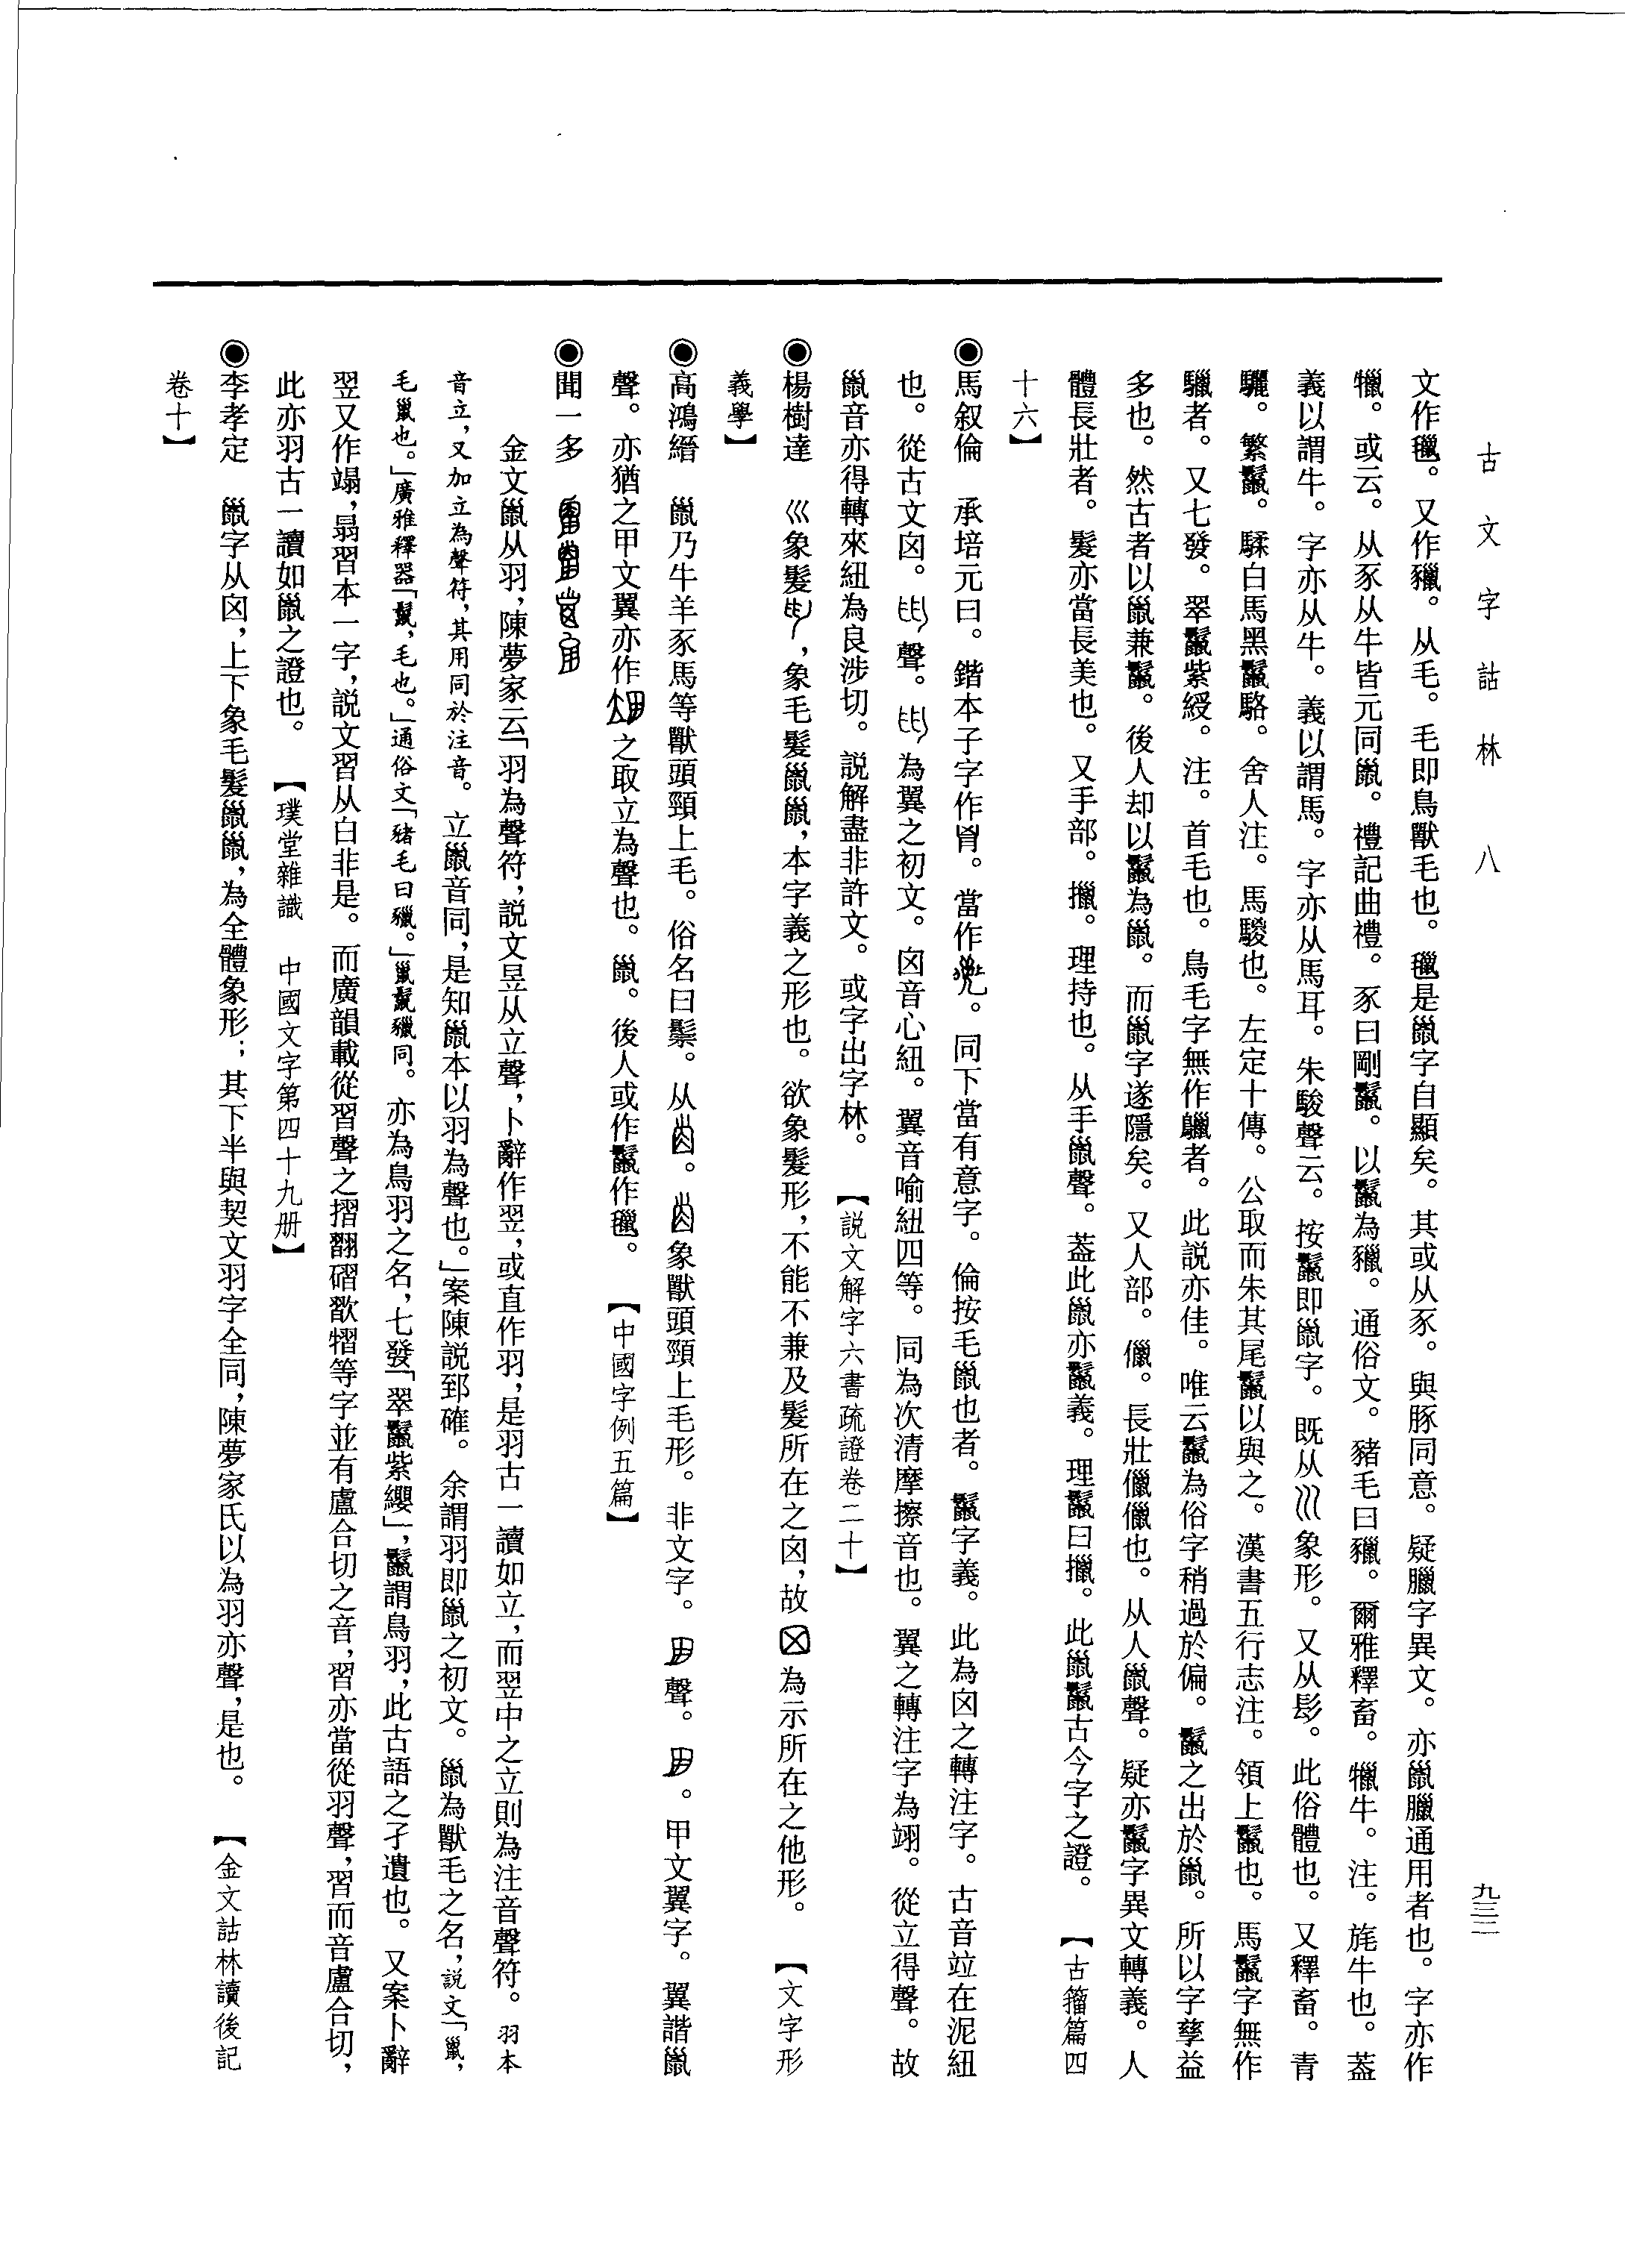 古文字詁林　八
九三二
文作氍。又作獵。从毛。毛即鳥獸毛也。是巤字自顯矣。其或从豕。與豚同意。疑臘字異文。亦巤臘通用者也。字亦作
犣。或云。从豕从牛皆元同巤。禮記曲禮。豕曰剛鬣。以鬣為獵。通俗文。豬毛曰獵。爾雅釋畜。犣牛。注。旄牛也。葢
義以謂牛。字亦从牛。義以謂馬。字亦从馬耳。朱駿聲云。按鬣即巤字。既从巛象形。又从髟。此俗體也。又釋畜。青
驪。繁鬣。騥白馬黑鬣駱。舍人注。馬騣也。左定十傳。公取而朱其尾鬣以與之。漢書五行志注。領上鬣也。馬鬣字無作
驖者。又七發。翠鬣紫綬。注。首毛也。鳥毛字無作者。此説亦佳。唯云鬣為俗字稍過於偏。鬣之出於巤。所以字孳益
多也。然古者以巤兼鬣。後人却以鬣為巤。而巤字遂隱矣。又人部。儠。長壯儠儠也。从人巤聲。疑亦鬣字異文轉義。人
體長壯者。髮亦當長美也。又手部。擸。理持也。从手巤聲。葢此巤亦鬣義。理鬣曰擸。此巤鬣古今字之證。　【古籀篇四
十六】
◉馬叙倫　承培元曰。鍇本子字作。當作。同下當有意字。倫按毛巤也者。鬣字義。此為囟之轉注字。古音竝在泥紐
也。從古文囟。聲。為翼之初文。囟音心紐。翼音喻紐四等。同為次清摩擦音也。翼之轉注字為翊。從立得聲。故
巤音亦得轉來紐為良涉切。説解盡非許文。或字出字林。　【説文解字六書疏證卷二十】
◉楊樹達　巛象髮，象毛髮巤巤，本字義之形也。欲象髮形，不能不兼及髮所在之囟，故為示所在之他形。　【文字形
義學】
◉高鴻縉　巤乃牛羊豕馬等獸頭頸上毛。俗名曰鬃。从。象獸頭頸上毛形。非文字。聲。。甲文翼字。翼諧巤
聲。亦猶之甲文翼亦作之取立為聲也。巤。後人或作鬣作。　【中國字例五篇】
◉聞一多
金文巤从羽，陳夢家云「羽為聲符，説文昱从立聲，卜辭作翌，或直作羽，是羽古一讀如立，而翌中之立則為注音聲符。羽本
音立，又加立為聲符，其用同於注音。立巤音同，是知巤本以羽為聲也。」案陳説郅確。余謂羽即巤之初文。巤為獸毛之名，説文「巤，
毛巤也。」廣雅釋器「鬣，毛也。」通俗文「豬毛曰獵。」巤鬣獵同。亦為鳥羽之名，七發「翠鬣紫纓」，鬣謂鳥羽，此古語之孑遺也。又案卜辭
翌又作㙮，㣎習本一字，説文習从白非是。而廣韻載從習聲之摺翻磖歙㦻等字並有盧合切之音，習亦當從羽聲，習而音盧合切，
此亦羽古一讀如巤之證也。　【璞堂雜識　中國文字第四十九册】
◉李孝定　巤字从囟，上下象毛髮巤巤，為全體象形；其下半與契文羽字全同，陳夢家氏以為羽亦聲，是也。　【金文詁林讀後記
卷十】